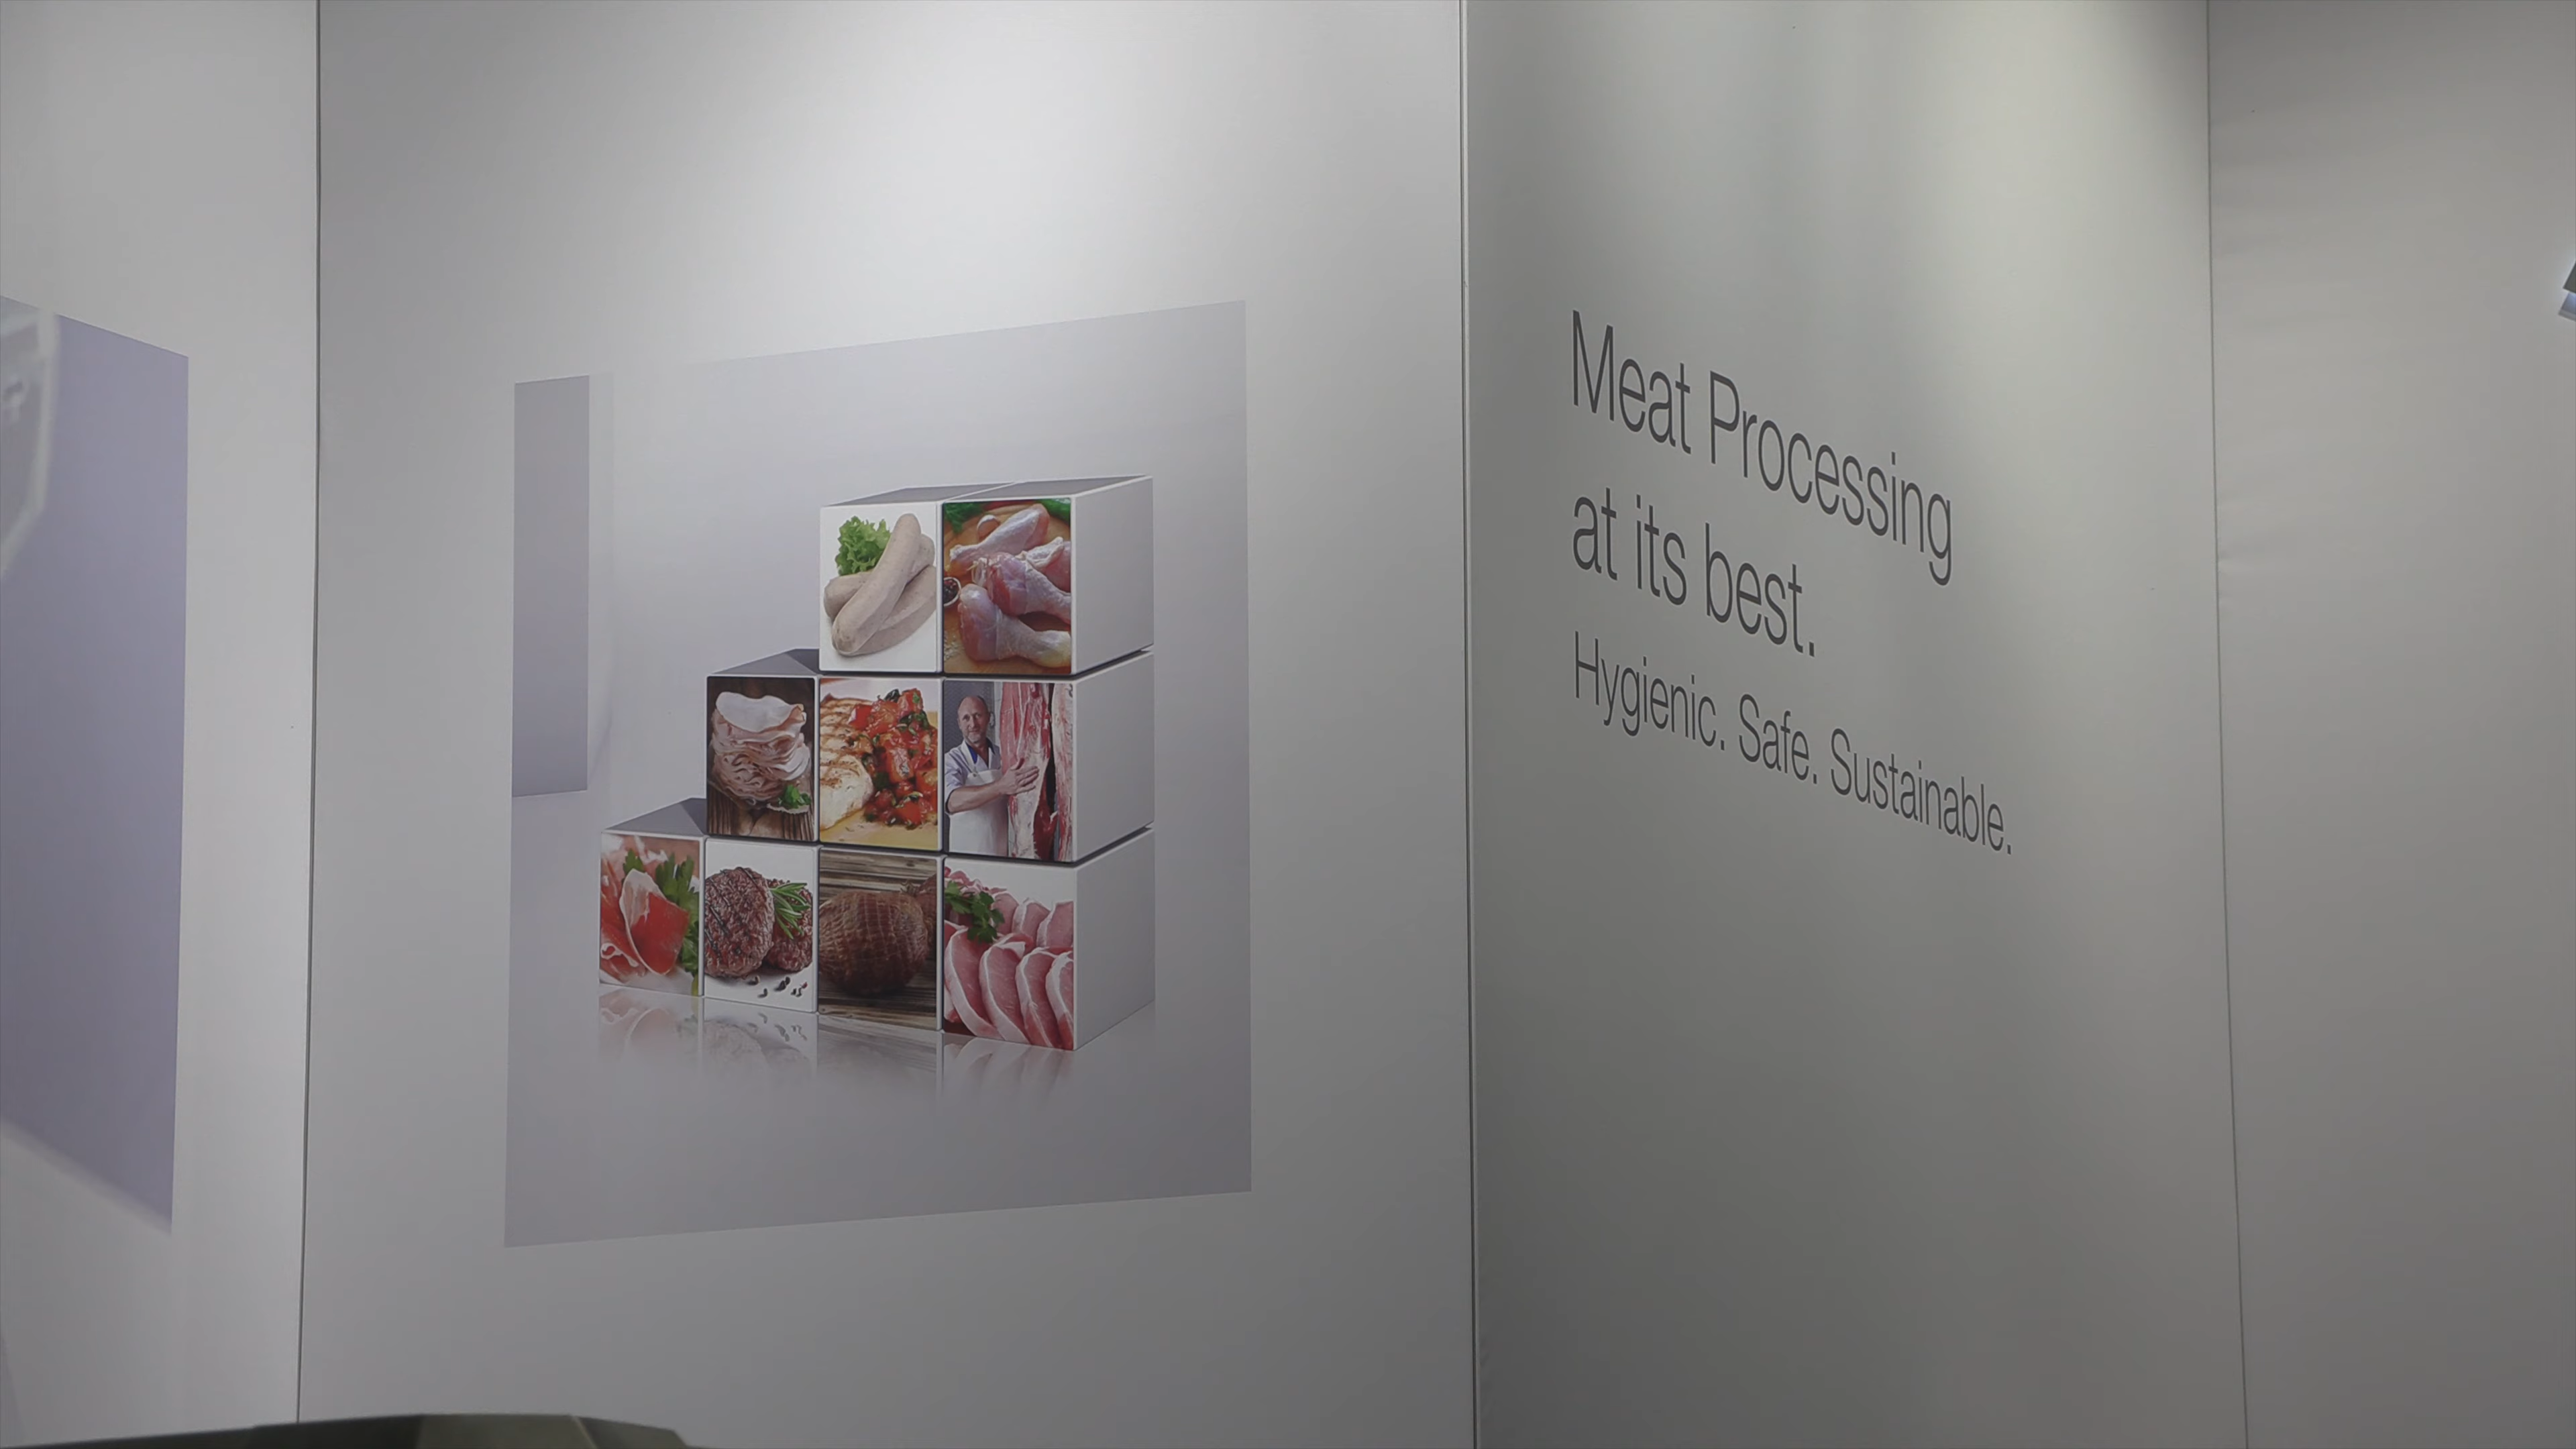 Meat Processing
at its best.
Hygienic. Safe. Sustainable.